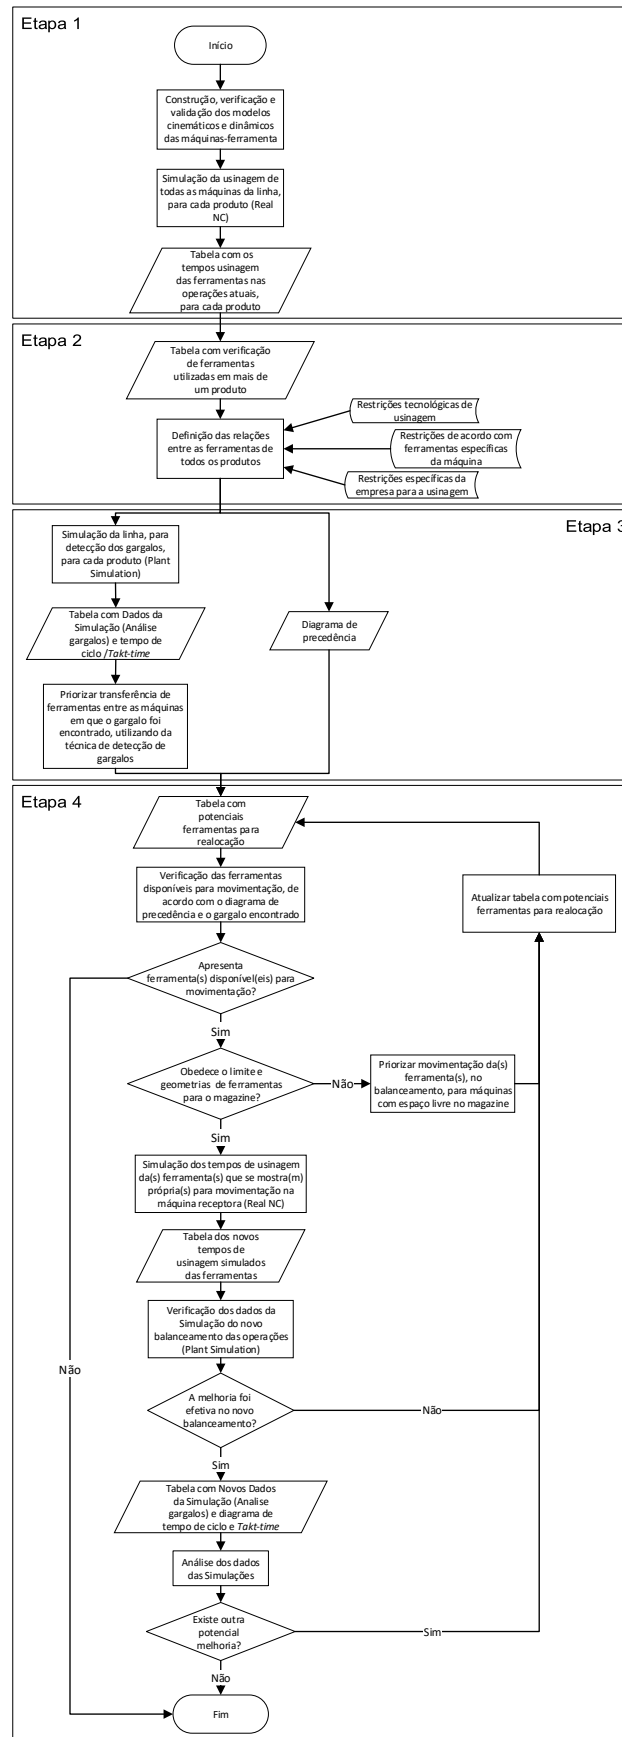 Etapa 1
Início
Construção, verificação e
validação dos modelos
cinemáticos e dinâmicos
das máquinas-ferramenta
Simulação da usinagem de
todas as máquinas da linha,
para cada produto (Real
NC)
Tabela com os
tempos usinagem
das ferramentas nas
operações atuais,
para cada produto
Etapa 2
Tabela com verificação
de ferramentas
utilizadas em mais de
um produto
Definição das relações
entre as ferramentas de
todos os produtos
Restrições tecnológicas de
usinagem
Restrições de acordo com
ferramentas específicas
da máquina
Restrições específicas da
empresa para a usinagem
Etapa 3
Simulação da linha, para
detecção dos gargalos,
para cada produto (Plant
Simulation)
Tabela com Dados da
Simulação (Análise
gargalos) e tempo de
ciclo /Takt-time
Priorizar transferência de
ferramentas entre as máquinas
em que o gargalo foi
encontrado, utilizando da
técnica de detecção de
gargalos
Diagrama de
precedência
Etapa 4
Tabela com
potenciais
ferramentas para
realocação
Verificação das ferramentas
disponíveis para movimentação, de
acordo com o diagrama de
precedência e o gargalo encontrado
Atualizar tabela com potenciais
ferramentas para realocação
Apresenta
ferramenta(s) disponível(eis) para
movimentação?
Sim
Obedece o limite e
geometrias de ferramentas
para o magazine?
Não
Priorizar movimentação da(s)
ferramenta(s), no
balanceamento, para máquinas
com espaço livre no magazine
Sim
Simulação dos tempos de usinagem
da(s) ferramenta(s) que se mostra(m)
própria(s) para movimentação na
máquina receptora (Real NC)
Tabela dos novos
tempos de
usinagem simulados
das ferramentas
Verificação dos dados da
Simulação do novo
balanceamento das operações
(Plant Simulation)
Não
A melhoria foi
efetiva no novo
balanceamento?
Não
Sim
Tabela com Novos Dados
da Simulação (Analise
gargalos) e diagrama de
tempo de ciclo e Takt-time
Análise dos dados
das Simulações
Existe outra
potencial
melhoria?
Sim
Não
Fim